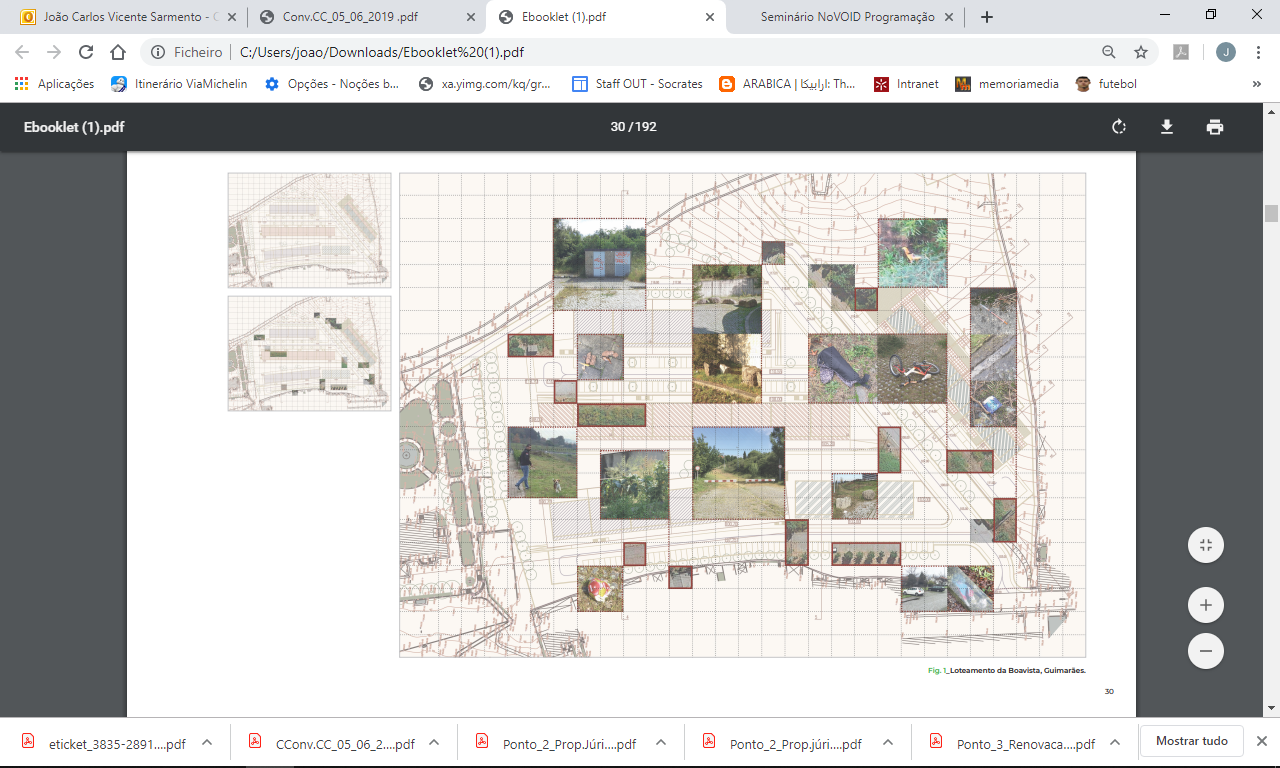 João Carlos Vicente Sarmento - C
Conv.CC_05_06_2019 .pdf
Ebooklet (1).pdf
Seminário NoVOID Programação
Ficheiro
C:/Users/joao/Downloads/Ebooklet%20(1).pdf
J
Aplicações
Itinerário ViaMichelin
Opções - Noções b...
xa.yimg.com/kq/gr...
Staff OUT - Socrates
ARABICA | ارابيكا: Th...
Intranet
memoriamedia
futebol
»
Ebooklet (1).pdf
30 / 192
Fig. 1_Loteamento da Boavista, Guimarães.
30
eticket_3835-2891....pdf
CConv.CC_05_06_2....pdf
Ponto_2_Prop.Júri....pdf
Ponto_2_Prop.júri....pdf
Ponto_3_Renovaca....pdf
Mostrar tudo